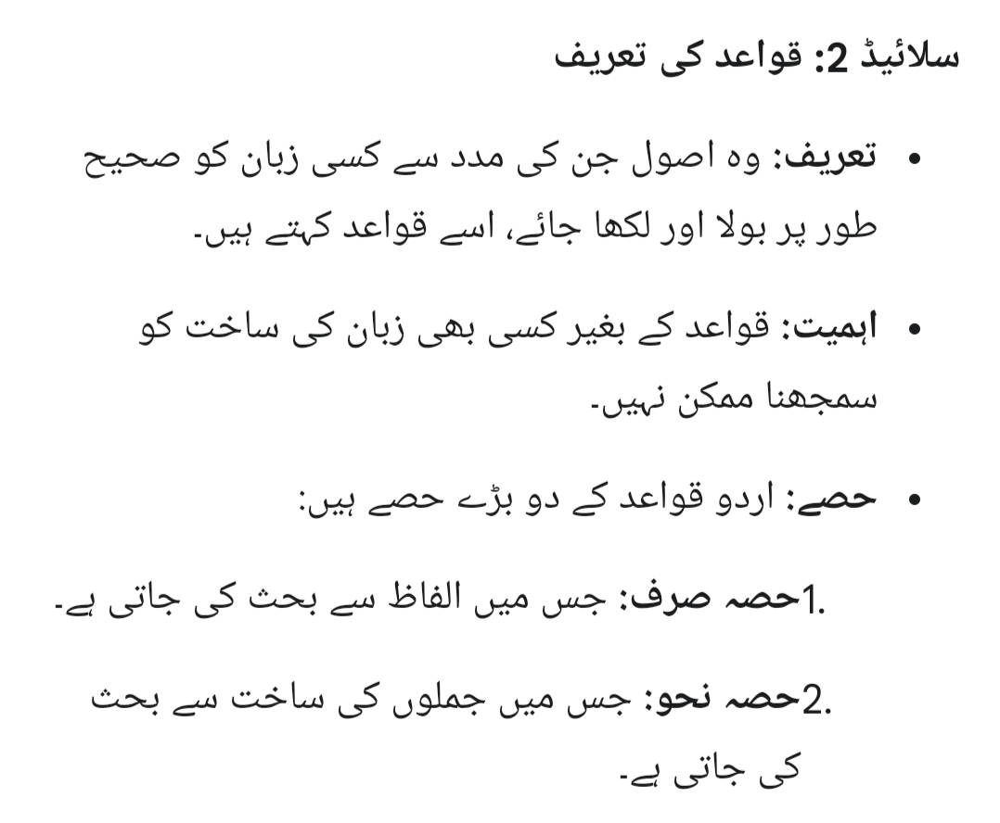 سلائیڈ 2: قواعد کی تعریف
• تعریف: وہ اصول جن کی مدد سے کسی زبان کو صحیح
طور پر بولا اور لکھا جائے، اسے قواعد کہتے ہیں۔
• اہمیت: قواعد کے بغیر کسی بھی زبان کی ساخت کو
سمجھنا ممکن نہیں۔
• حصے: اردو قواعد کے دو بڑے حصے ہیں:
1. حصہ صرف: جس میں الفاظ سے بحث کی جاتی ہے۔
2. حصہ نحو: جس میں جملوں کی ساخت سے بحث
کی جاتی ہے۔